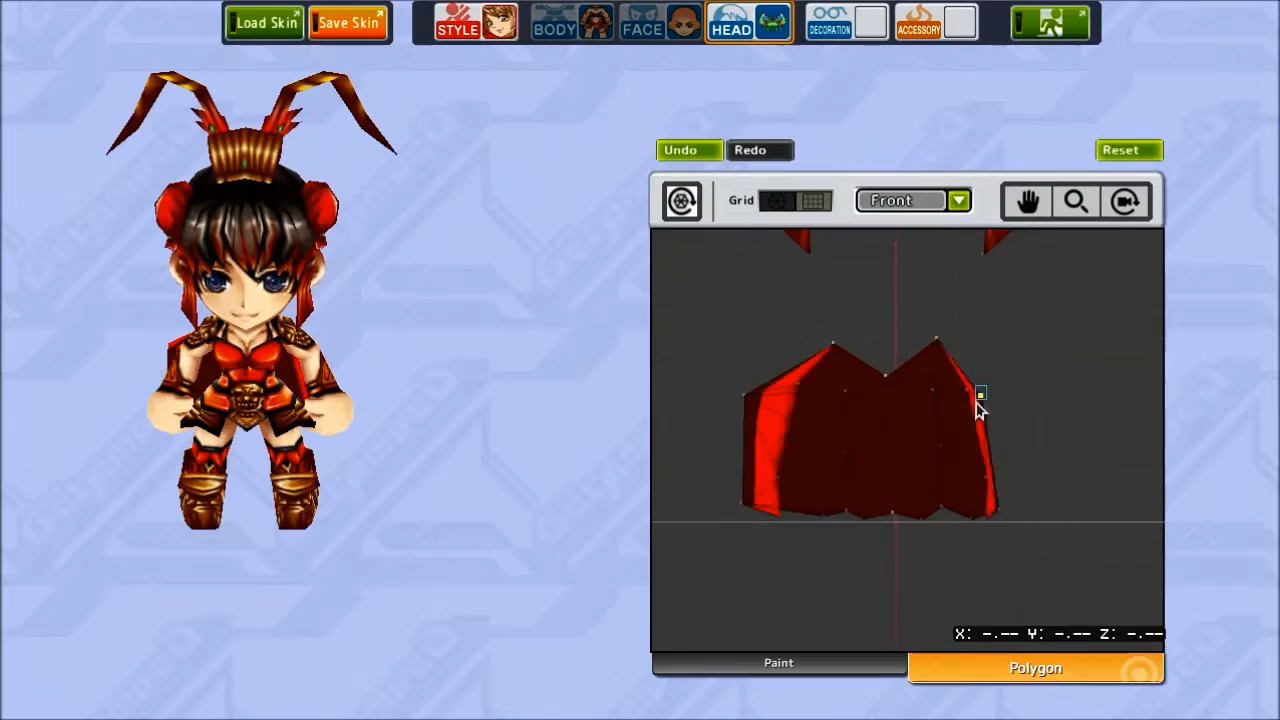 Load Skin
Save Skin
STYLE
BODY
FACE
HEAD
DECORATION
ACCESSORY
Undo
Redo
Reset
Grid
Front
X: -.-- Y: -.-- Z: -.--
Paint
Polygon